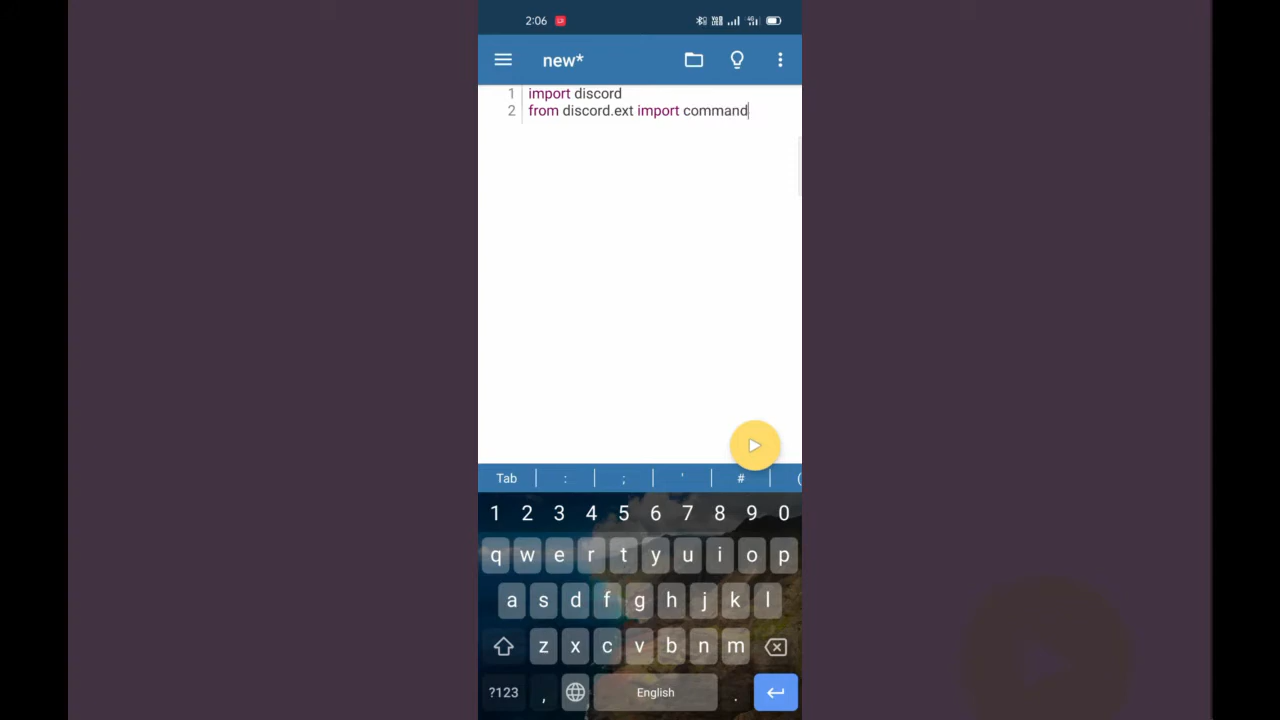 2:06
new*
1 import discord
2 from discord.ext import command
Tab : ; ' # (
1 2 3 4 5 6 7 8 9 0
q w e r t y u i o p
a s d f g h j k l
z x c v b n m
?123 , English .